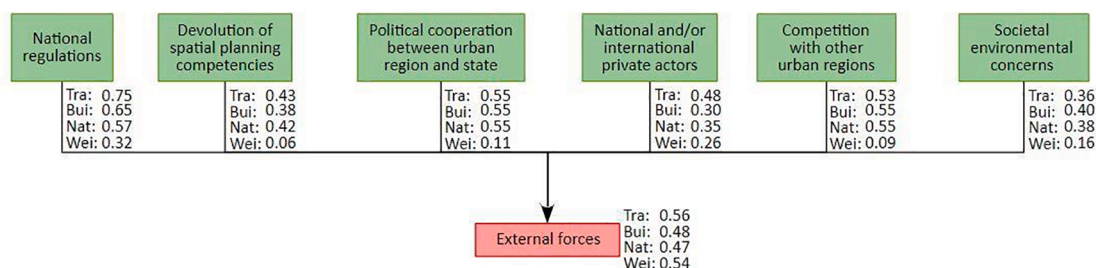 National
regulations
Devolution of
spatial planning
competencies
Political cooperation
between urban
region and state
National and/or
international
private actors
Competition
with other
urban regions
Societal
environmental
concerns
Tra: 0.75
Bui: 0.65
Nat: 0.57
Wei: 0.32
Tra: 0.43
Bui: 0.38
Nat: 0.42
Wei: 0.06
Tra: 0.55
Bui: 0.55
Nat: 0.55
Wei: 0.11
Tra: 0.48
Bui: 0.30
Nat: 0.35
Wei: 0.26
Tra: 0.53
Bui: 0.55
Nat: 0.55
Wei: 0.09
Tra: 0.36
Bui: 0.40
Nat: 0.38
Wei: 0.16
External forces
Tra: 0.56
Bui: 0.48
Nat: 0.47
Wei: 0.54